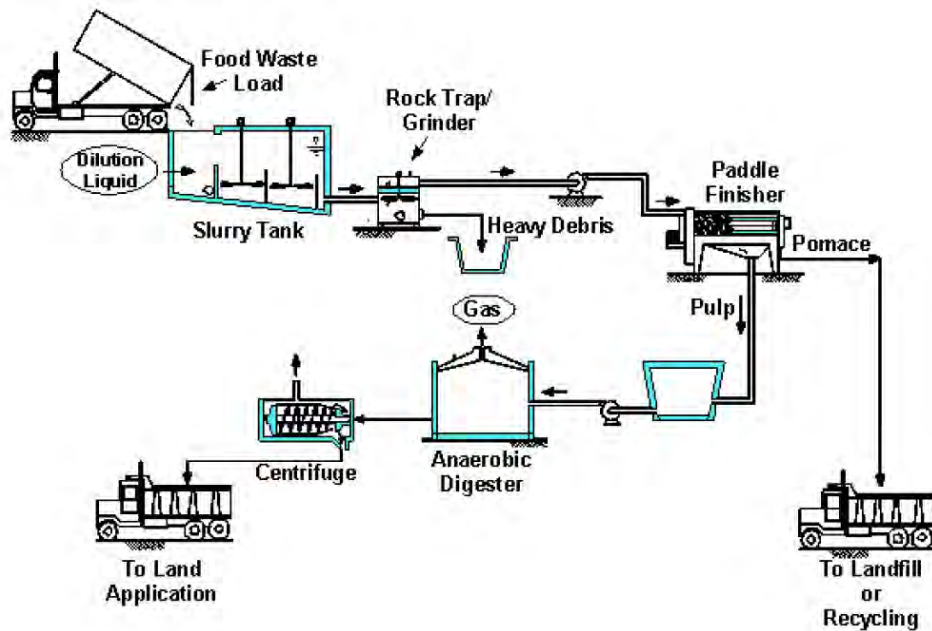 Food Waste
Load
Rock Trap/
Grinder
Dilution
Liquid
Paddle
Finisher
Slurry Tank
Heavy Debris
Pomace
Gas
Pulp
Centrifuge
Anaerobic
Digester
To Land
Application
To Landfill
or
Recycling